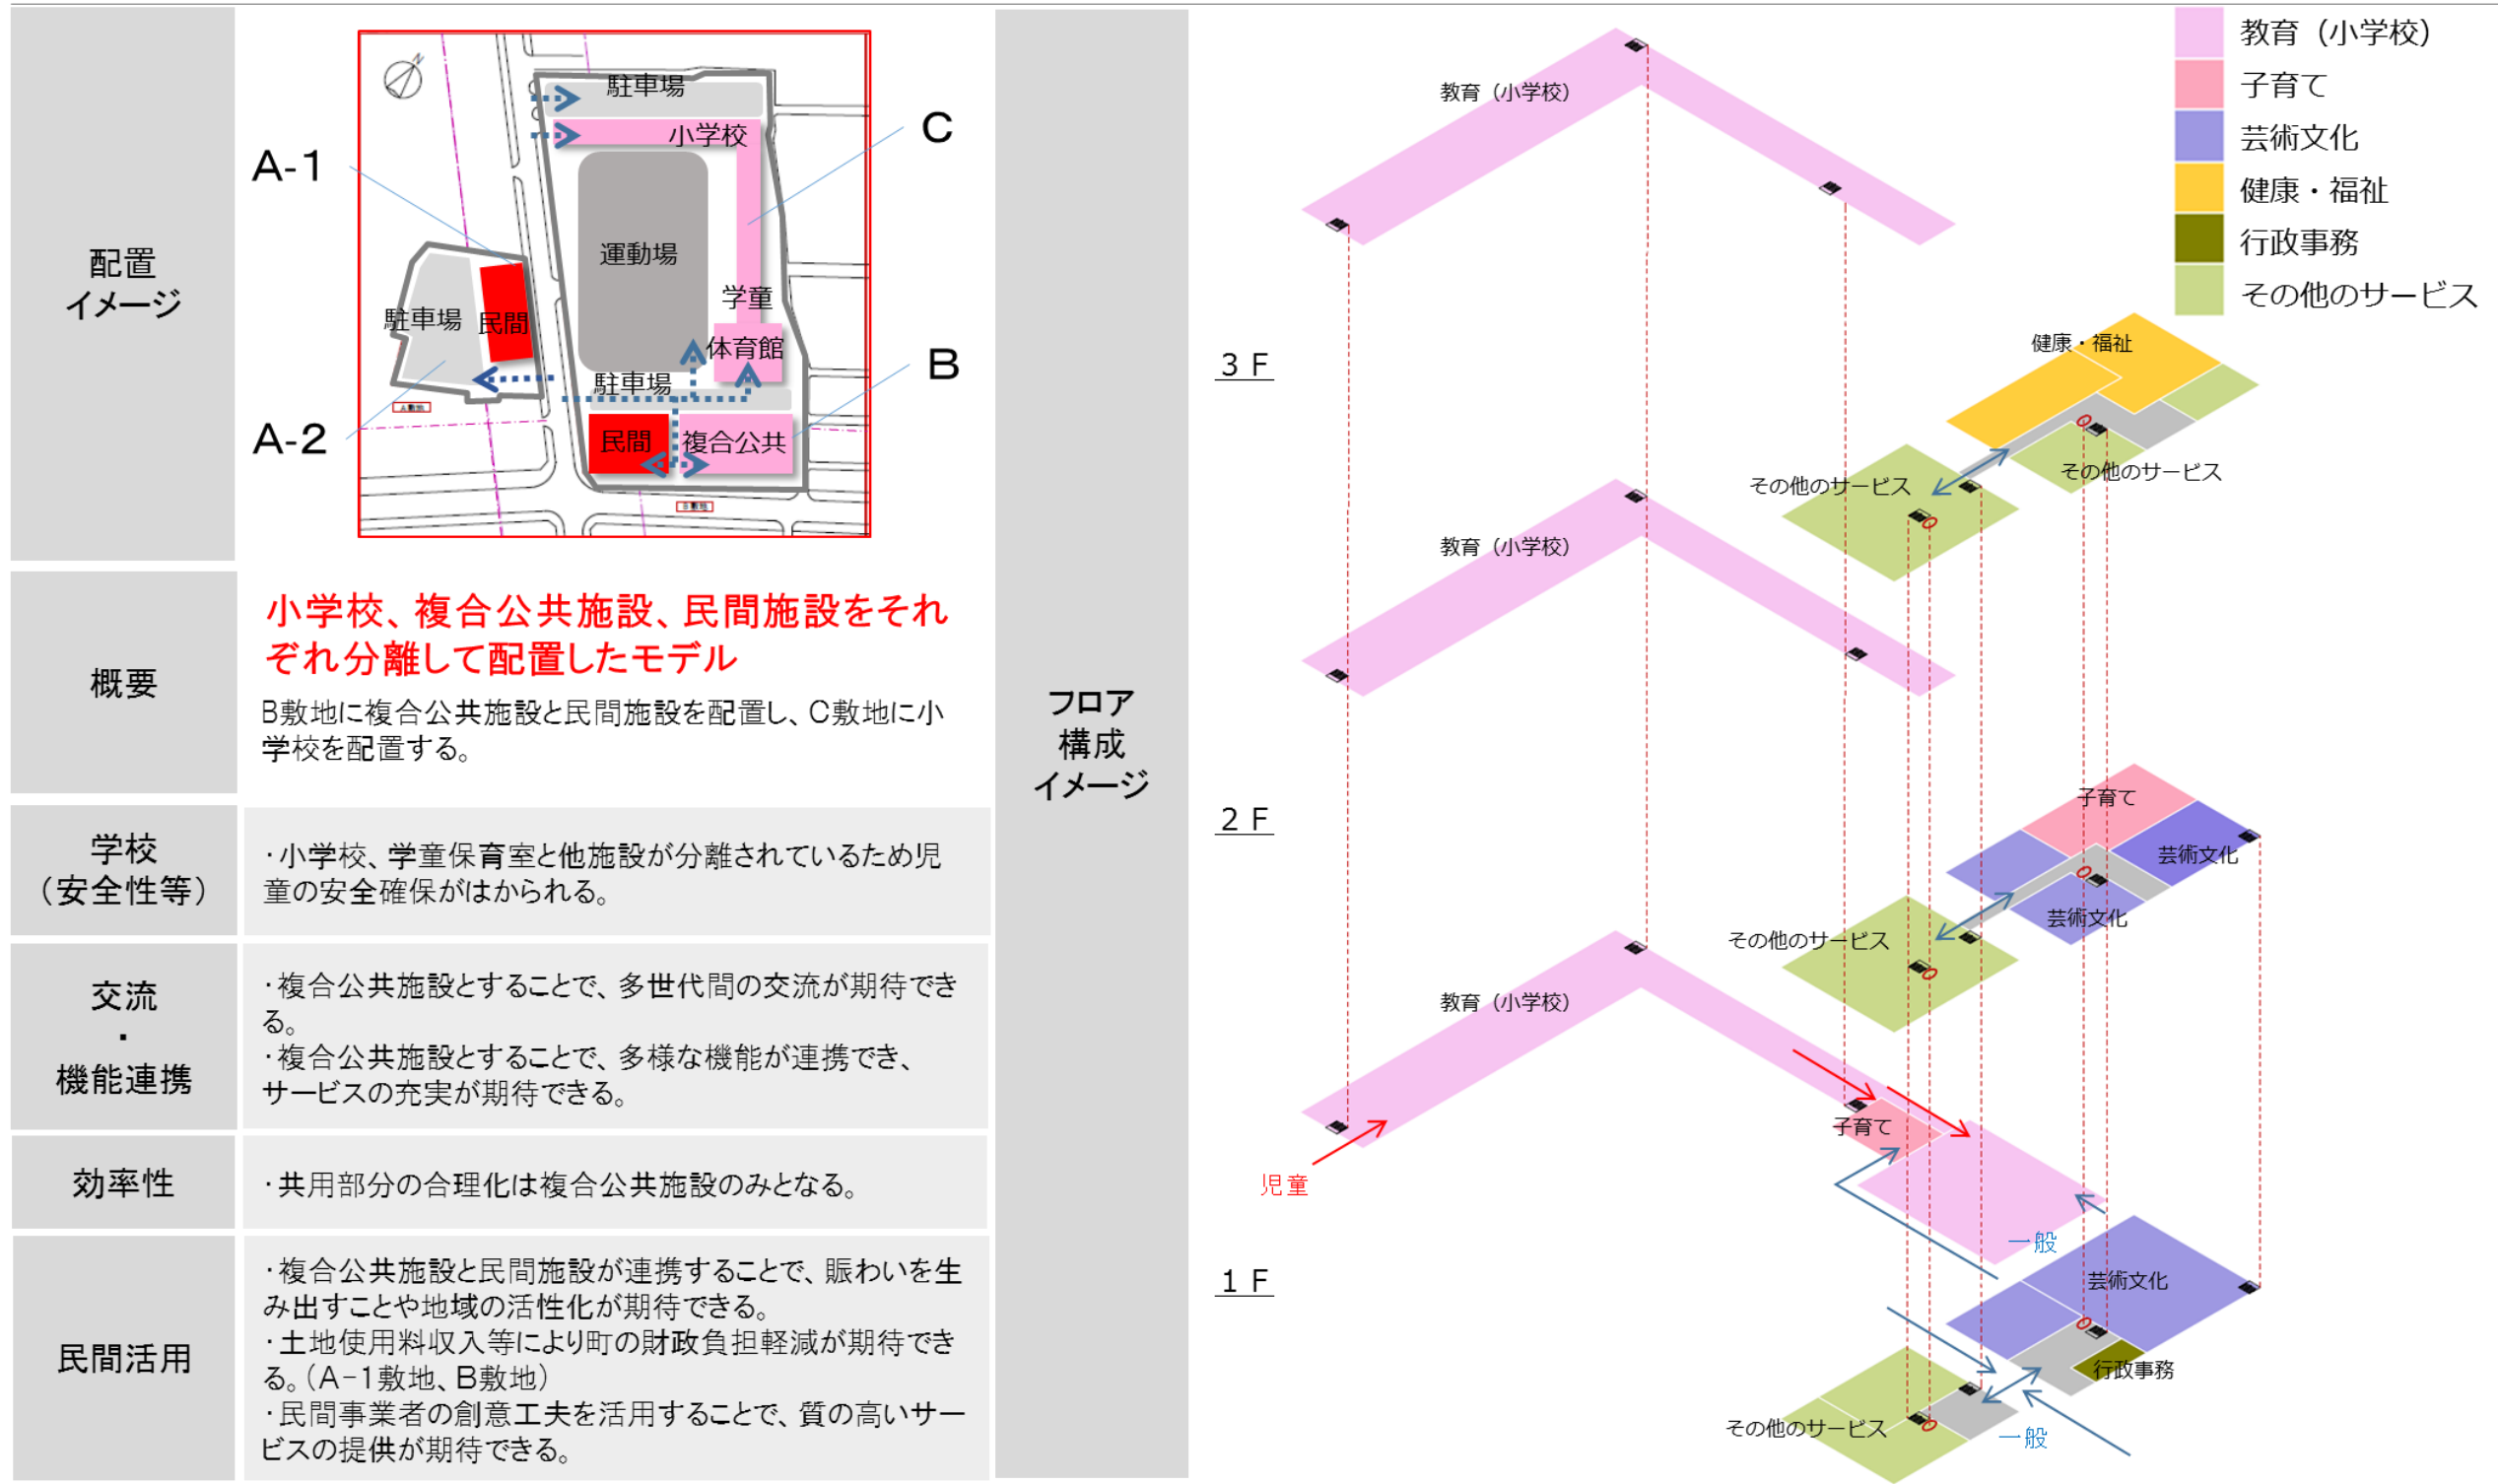 配置
イメージ
N
駐車場
小学校
C
A-1
運動場
学童
駐車場
民間
体育館
駐車場
B
A-2
民間
複合公共
概要
小学校、複合公共施設、民間施設をそれ
ぞれ分離して配置したモデル
B敷地に複合公共施設と民間施設を配置し、C敷地に小
学校を配置する。
学校
（安全性等）
・小学校、学童保育室と他施設が分離されているため児
童の安全確保がはかられる。
交流
・
機能連携
・複合公共施設とすることで、多世代間の交流が期待でき
る。
・複合公共施設とすることで、多様な機能が連携でき、
サービスの充実が期待できる。
効率性
・共用部分の合理化は複合公共施設のみとなる。
民間活用
・複合公共施設と民間施設が連携することで、賑わいを生
み出すことや地域の活性化が期待できる。
・土地使用料収入等により町の財政負担軽減が期待でき
る。（A-1敷地、B敷地）
・民間事業者の創意工夫を活用することで、質の高いサー
ビスの提供が期待できる。
フロア
構成
イメージ
教育（小学校）
子育て
芸術文化
健康・福祉
行政事務
その他のサービス
3 F
教育（小学校）
健康・福祉
その他のサービス
その他のサービス
2 F
教育（小学校）
子育て
芸術文化
芸術文化
その他のサービス
1 F
教育（小学校）
子育て
児童
一般
芸術文化
行政事務
その他のサービス
一般